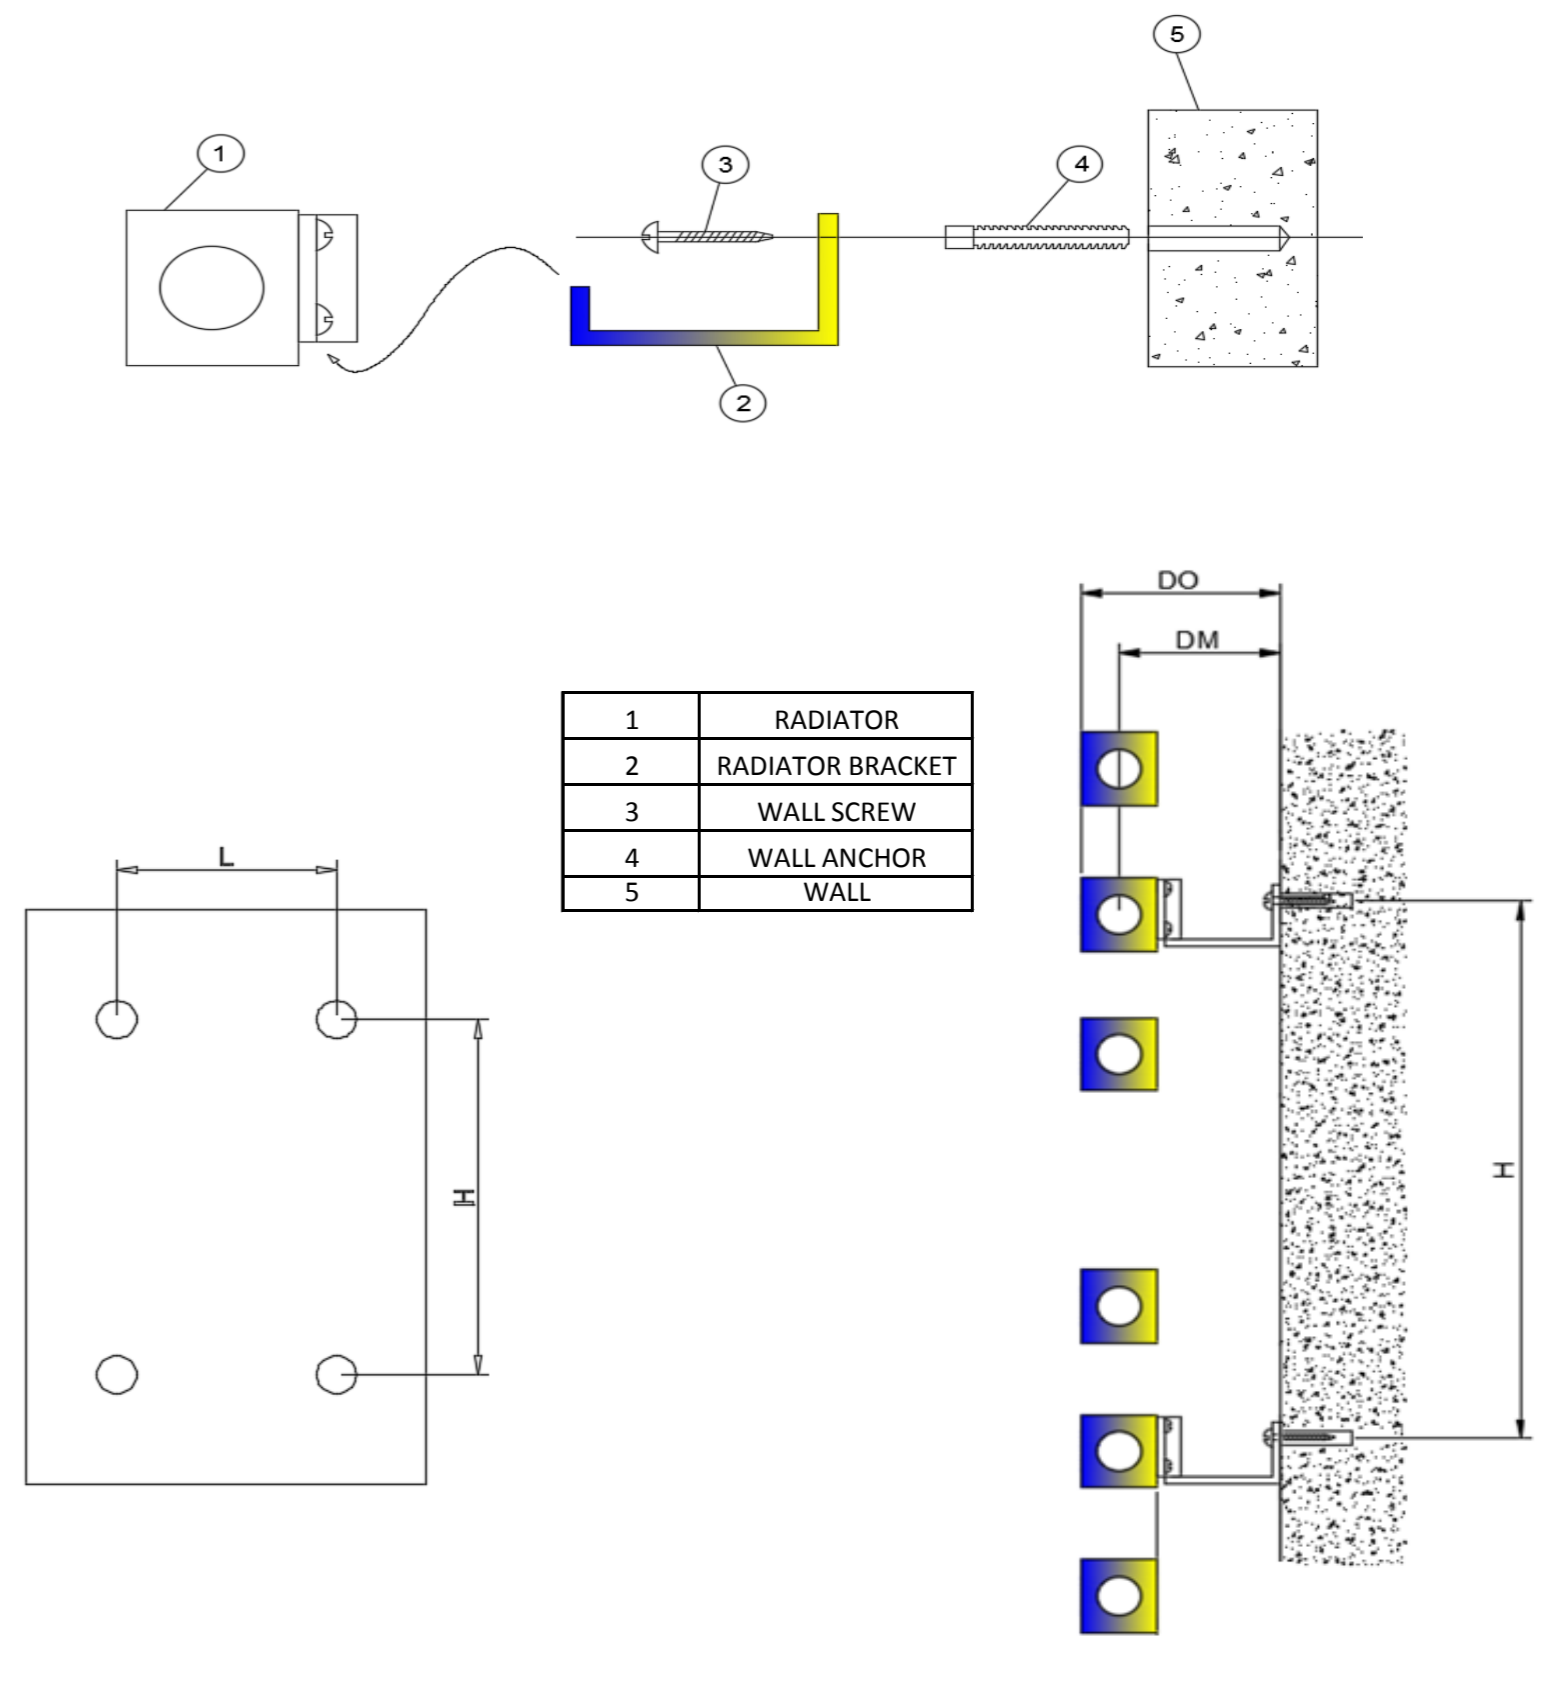 5
1
3
4
2
DO
DM
1 RADIATOR
2 RADIATOR BRACKET
3 WALL SCREW
4 WALL ANCHOR
5 WALL
L
H
H